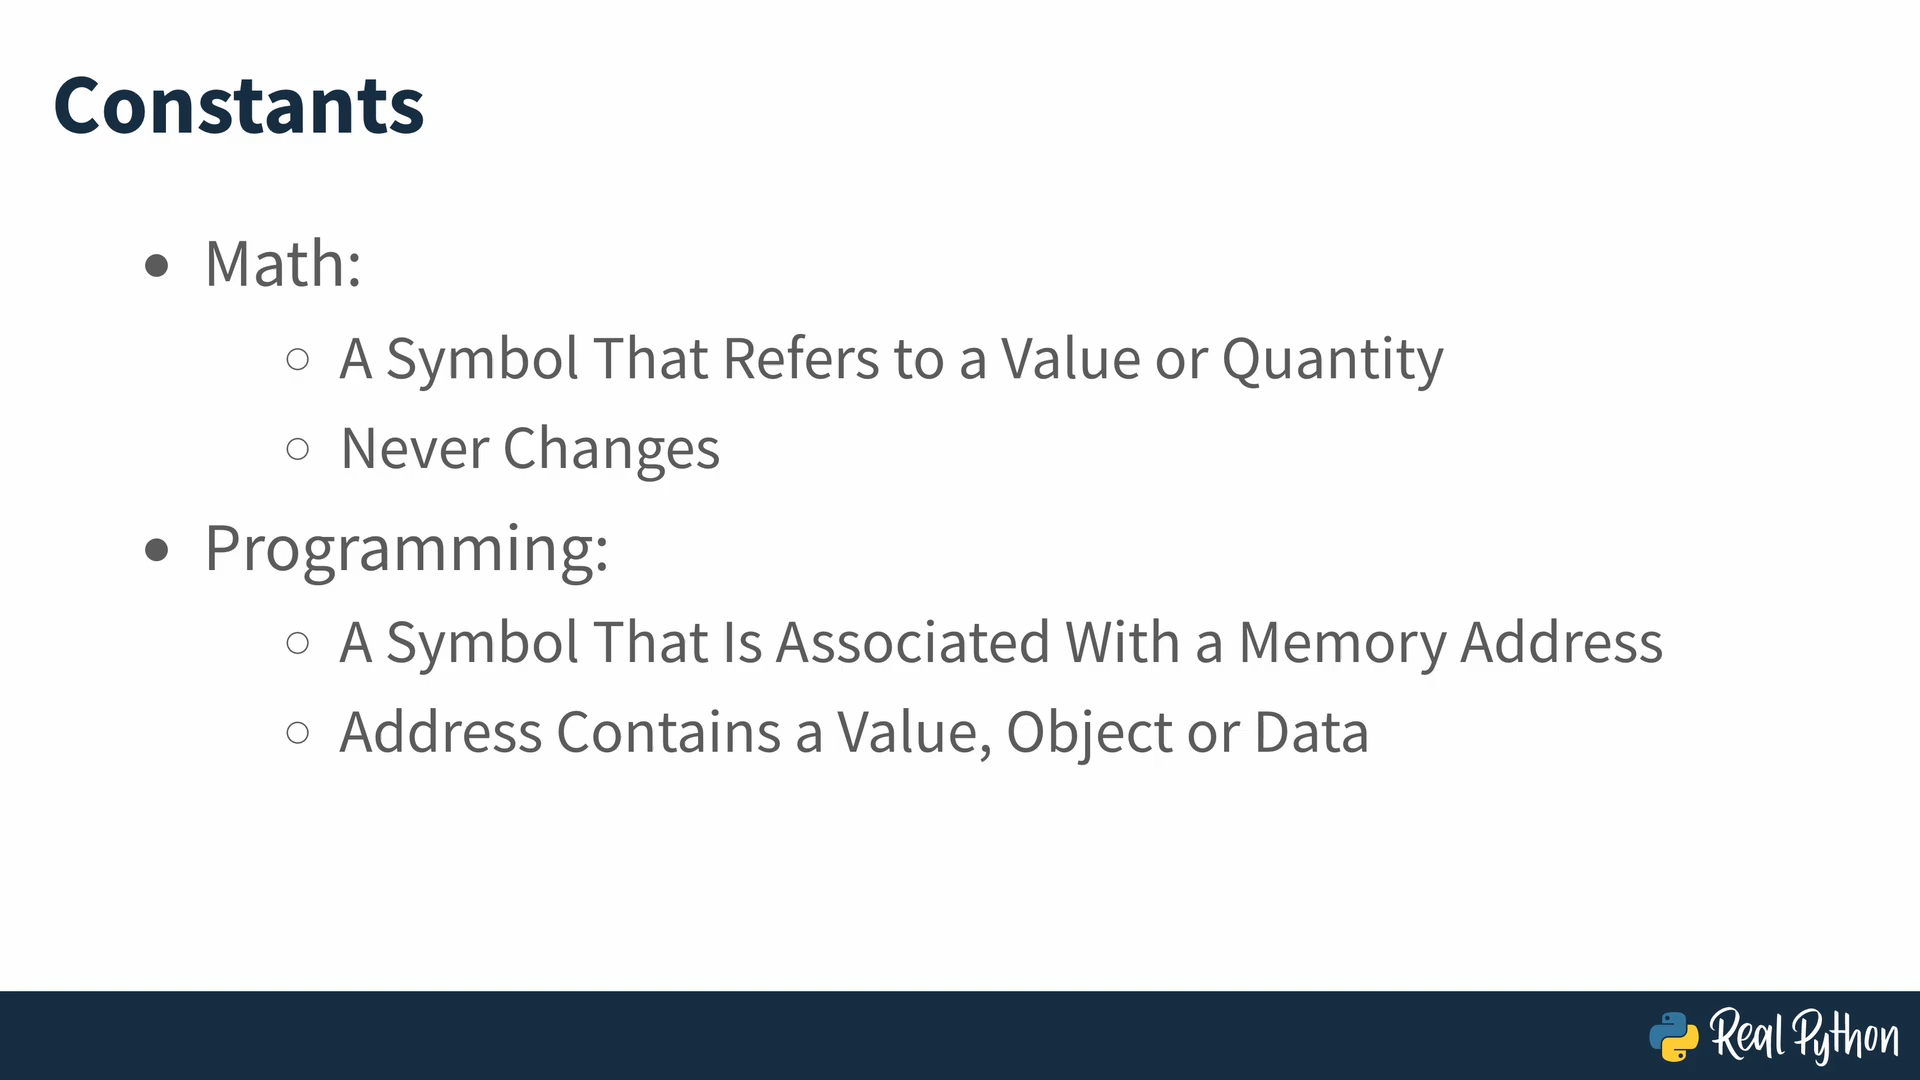 Constants
• Math:
○ A Symbol That Refers to a Value or Quantity
○ Never Changes
• Programming:
○ A Symbol That Is Associated With a Memory Address
○ Address Contains a Value, Object or Data
Real Python